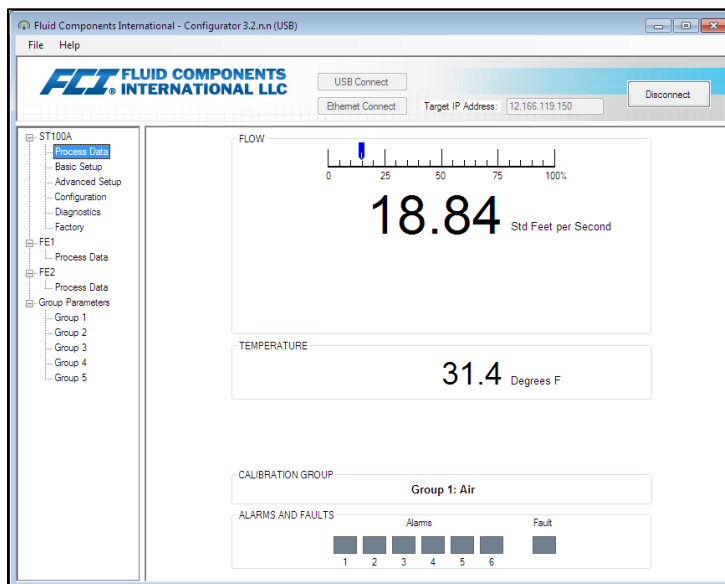 Fluid Components International - Configurator 3.2.n.n (USB)
File Help
FCI. FLUID COMPONENTS
INTERNATIONAL LLC
USB Connect
Ethernet Connect Target IP Address: 12.166.119.150
Disconnect
ST100A
Process Data
Basic Setup
Advanced Setup
Configuration
Diagnostics
Factory
FE1
Process Data
FE2
Process Data
Group Parameters
Group 1
Group 2
Group 3
Group 4
Group 5
FLOW
0 25 50 75 100%
18.84 Std Feet per Second
TEMPERATURE
31.4 Degrees F
CALIBRATION GROUP
Group 1: Air
ALARMS AND FAULTS
Alarms Fault
1 2 3 4 5 6